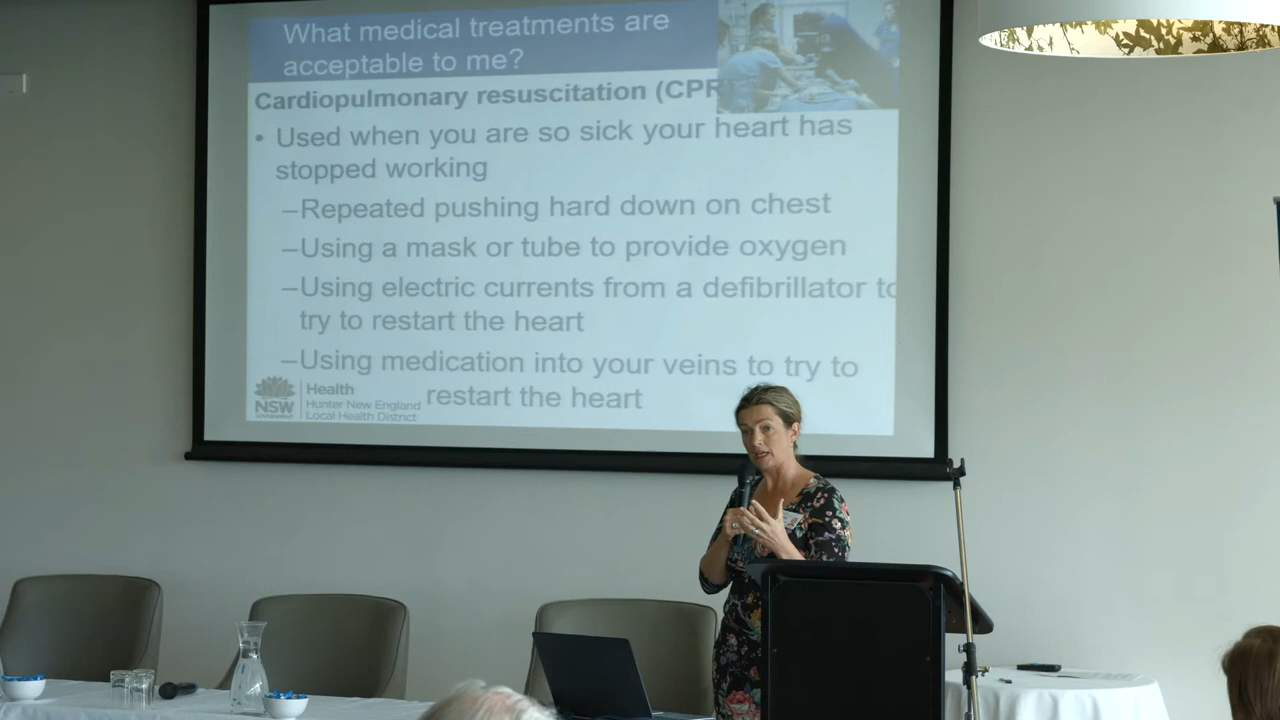 What medical treatments are
acceptable to me?
Cardiopulmonary resuscitation (CPR
• Used when you are so sick your heart has
stopped working
–Repeated pushing hard down on chest
–Using a mask or tube to provide oxygen
–Using electric currents from a defibrillator to
try to restart the heart
–Using medication into your veins to try to
restart the heart
NSW
GOVERNMENT
Health
Hunter New England
Local Health District